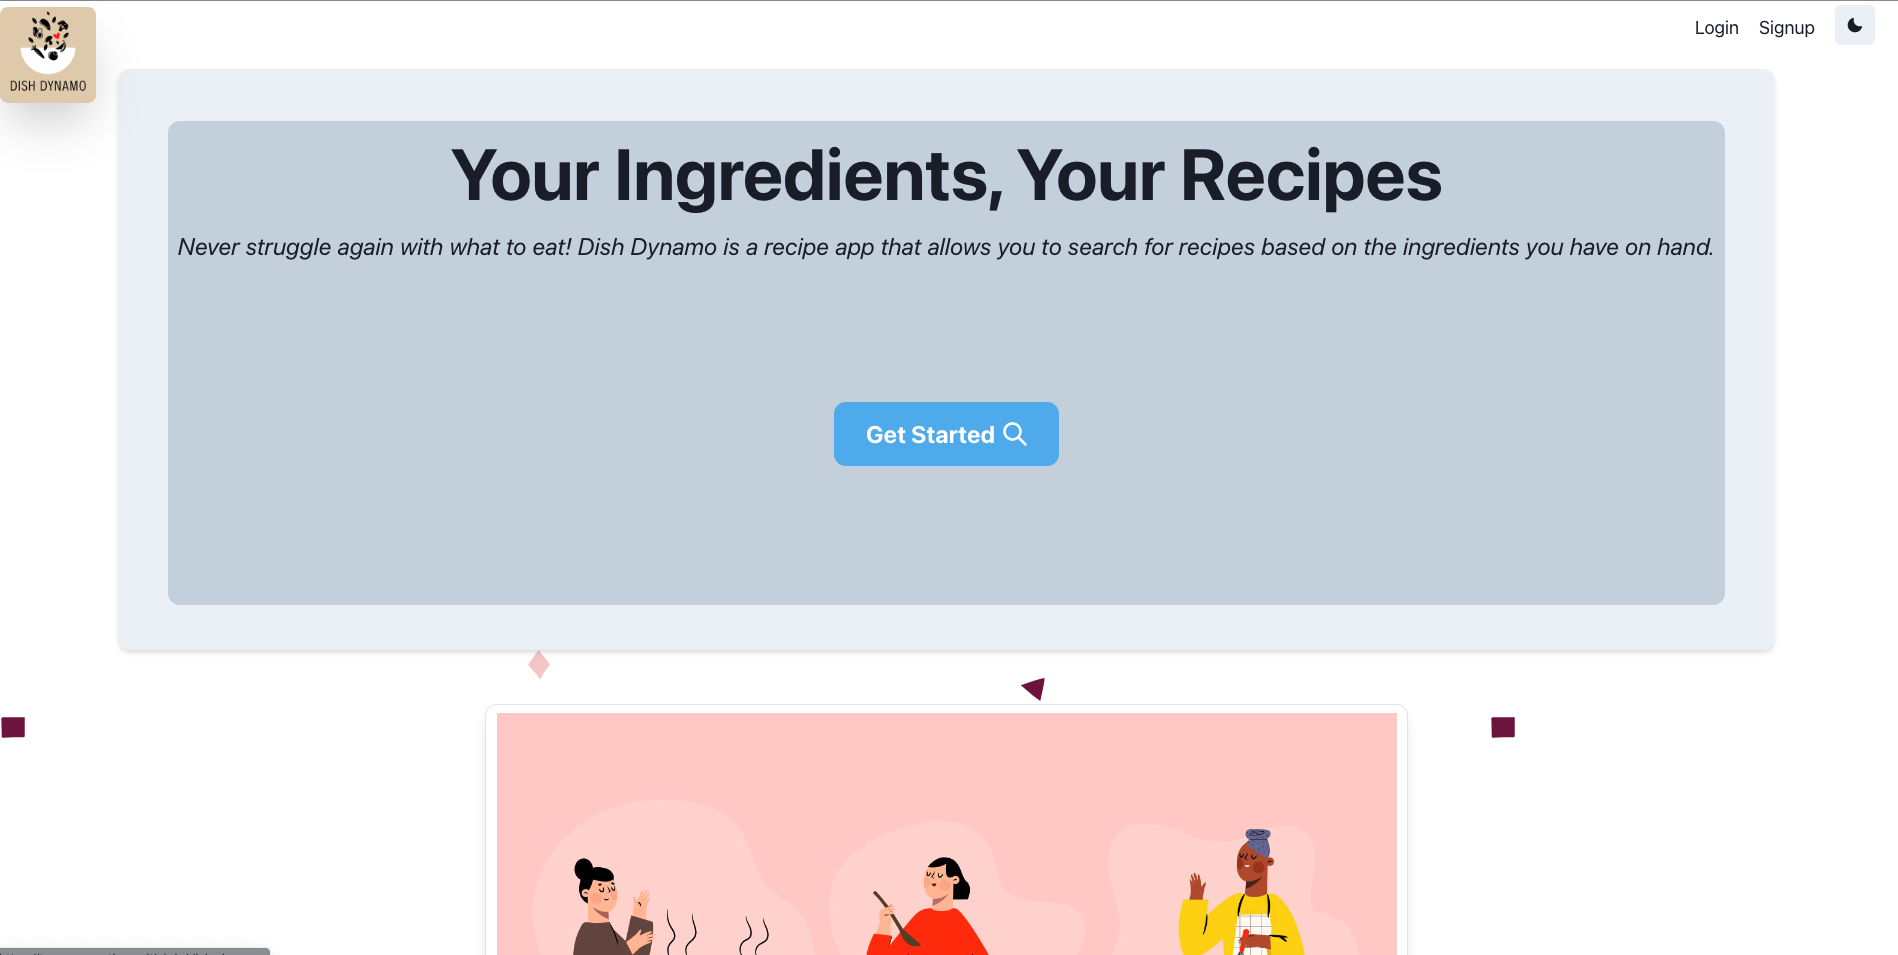 Login Signup
DISH DYNAMO
Your Ingredients, Your Recipes
Never struggle again with what to eat! Dish Dynamo is a recipe app that allows you to search for recipes based on the ingredients you have on hand.
Get Started